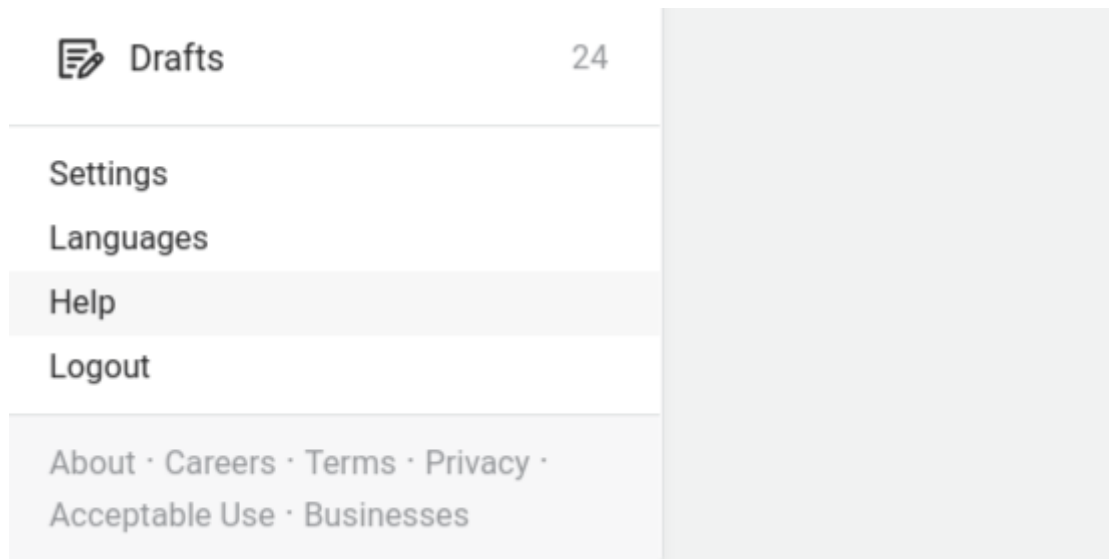 Drafts 24
Settings
Languages
Help
Logout
About · Careers · Terms · Privacy ·
Acceptable Use · Businesses